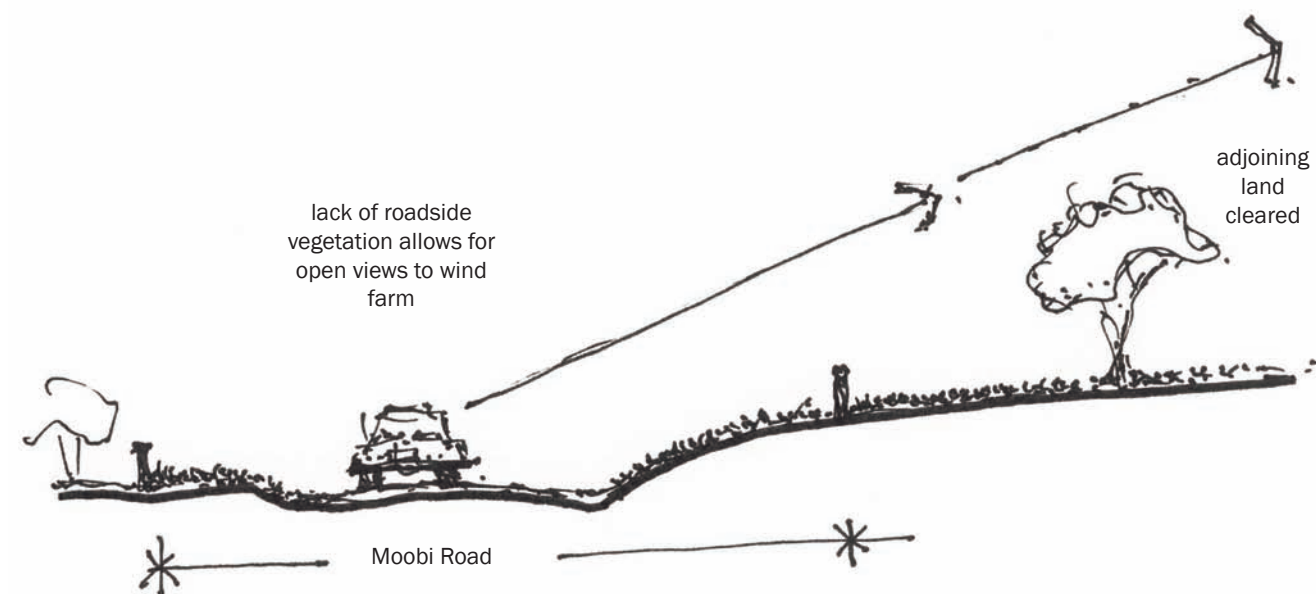 lack of roadside
vegetation allows for
open views to wind
farm
adjoining
land
cleared
Moobi Road